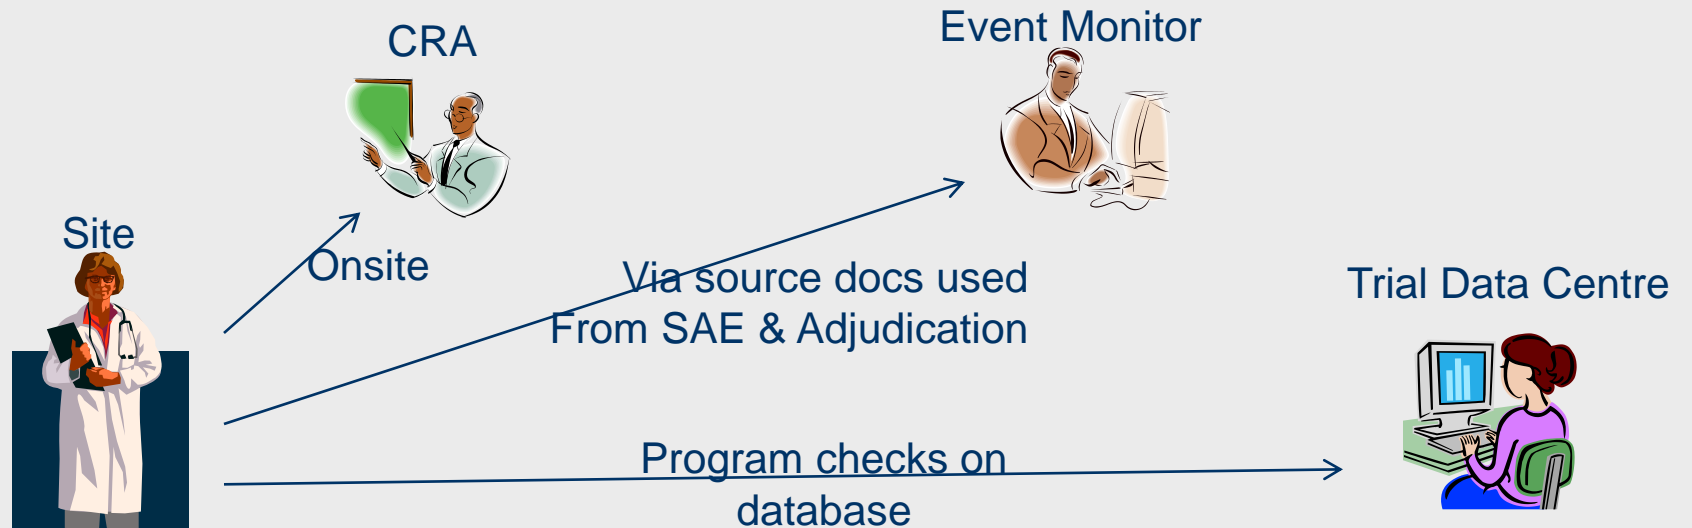 CRA
Event Monitor
Site
Onsite
Via source docs used
From SAE & Adjudication
Trial Data Centre
Program checks on
database